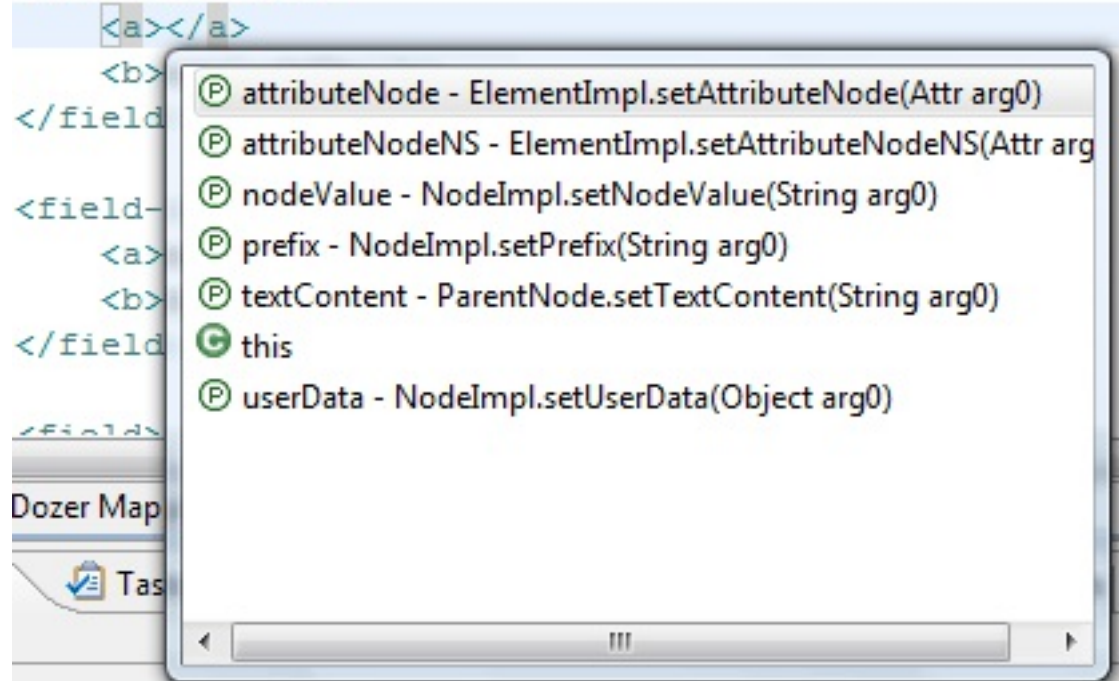 <a></a>
<b>
</field
<field-
<a>
<b>
</field
<field>
attributeNode - ElementImpl.setAttributeNode(Attr arg0)
attributeNodeNS - ElementImpl.setAttributeNodeNS(Attr arg
nodeValue - NodeImpl.setNodeValue(String arg0)
prefix - NodeImpl.setPrefix(String arg0)
textContent - ParentNode.setTextContent(String arg0)
this
userData - NodeImpl.setUserData(Object arg0)
Dozer Map
Tas